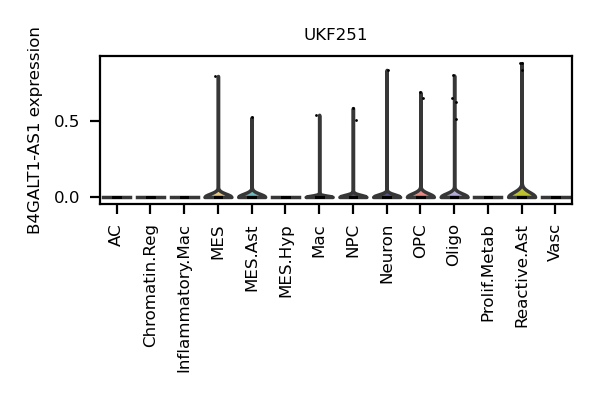 UKF251
B4GALT1-AS1 expression
0.5
0.0
AC
Chromatin.Reg
Inflammatory.Mac
MES
MES.Ast
MES.Hyp
Mac
NPC
Neuron
OPC
Oligo
Prolif.Metab
Reactive.Ast
Vasc